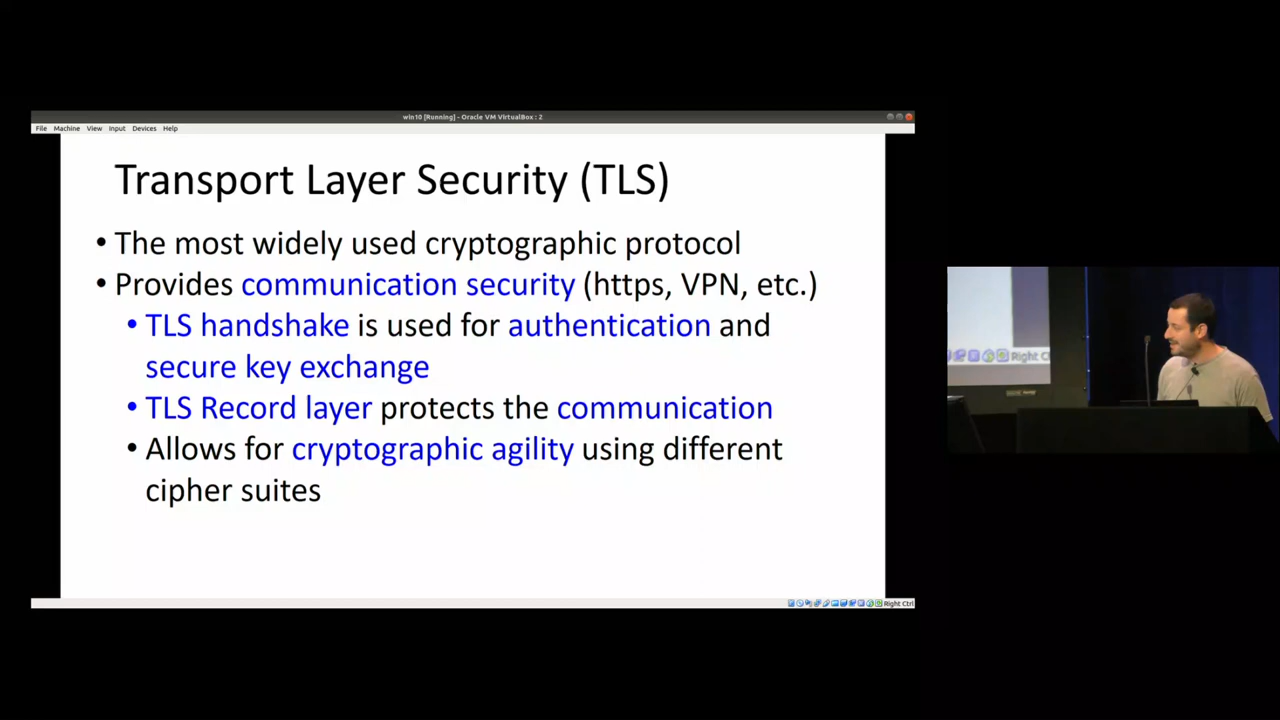 win10 [Running] - Oracle VM VirtualBox : 2
File Machine View Input Devices Help
Transport Layer Security (TLS)
• The most widely used cryptographic protocol
• Provides communication security (https, VPN, etc.)
• TLS handshake is used for authentication and
secure key exchange
• TLS Record layer protects the communication
• Allows for cryptographic agility using different
cipher suites
Right Ctrl
Right Ct